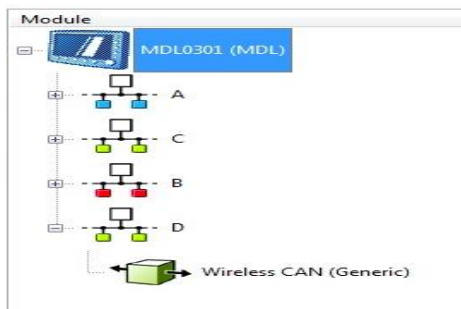 Module
MDL0301 (MDL)
A
C
B
D
Wireless CAN (Generic)